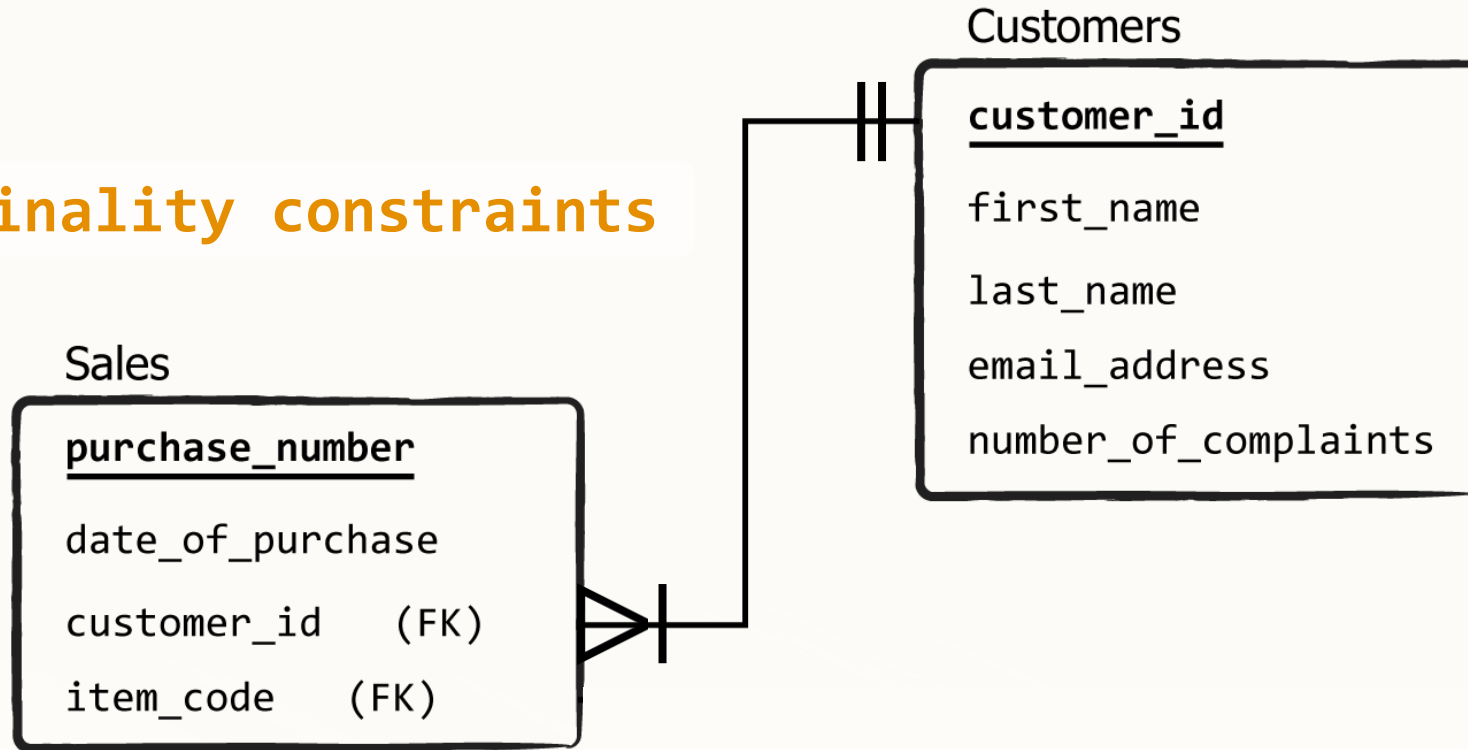 Customers
customer_id
first_name
last_name
email_address
number_of_complaints
inality constraints
Sales
purchase_number
date_of_purchase
customer_id (FK)
item_code (FK)